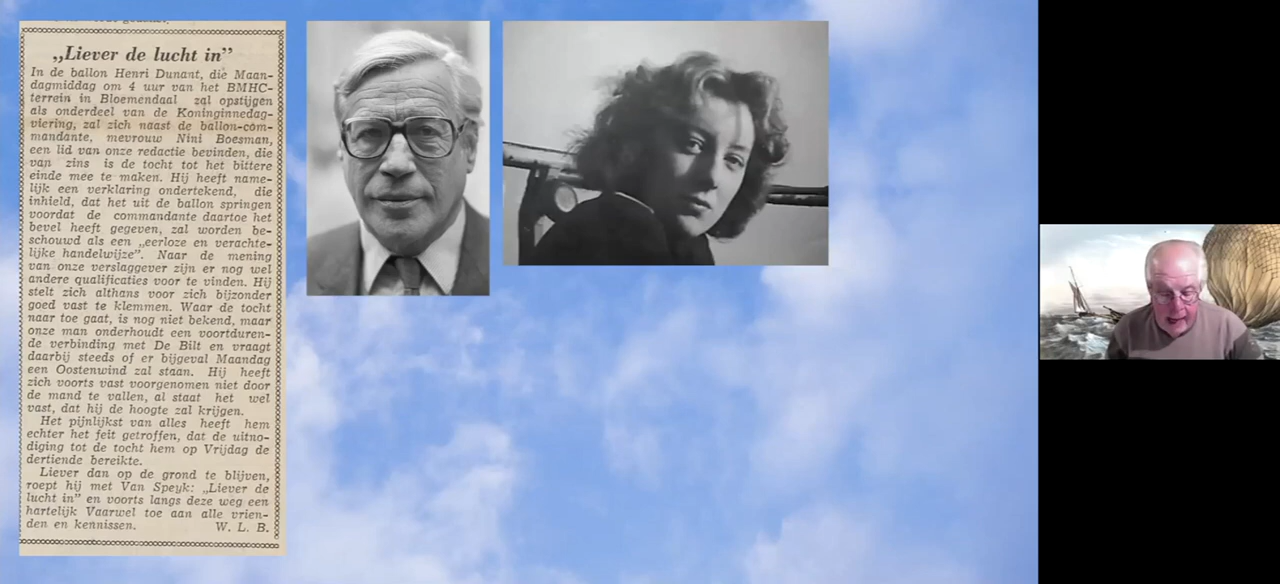 „Liever de lucht in”
In de ballon Henri Dunant, die Maan-
dagmiddag om 4 uur van het BMHC-
terrein in Bloemendaal zal opstijgen
als onderdeel van de Koninginnedag-
viering, zal zich naast de ballon-com-
mandante, mevrouw Nini Boesman,
een lid van onze redactie bevinden, die
van zins is de tocht tot het bittere
einde mee te maken. Hij heeft name-
lijk een verklaring ondertekend, die
inhield, dat het uit de ballon springen
voordat de commandante daartoe het
bevel heeft gegeven, zal worden be-
schouwd als een „eerloze en verachte-
lijke handelwijze”. Naar de mening
van onze verslaggever zijn er nog wel
andere qualificaties voor te vinden. Hij
stelt zich althans voor zich bijzonder
goed vast te klemmen. Waar de tocht
naar toe gaat, is nog niet bekend, maar
onze man onderhoudt een voortduren-
de verbinding met De Bilt en vraagt
daarbij steeds of er bijgeval Maandag
een Oostenwind zal staan. Hij heeft
zich voorts vast voorgenomen niet door
de mand te vallen, al staat het wel
vast, dat hij de hoogte zal krijgen.
Het pijnlijkst van alles heeft hem
echter het feit getroffen, dat de uitno-
diging tot de tocht hem op Vrijdag de
dertiende bereikte.
Liever dan op de grond te blijven,
roept hij met Van Speyk: „Liever de
lucht in” en voorts langs deze weg een
hartelijk Vaarwel toe aan alle vrien-
den en kennissen. W. L. B.